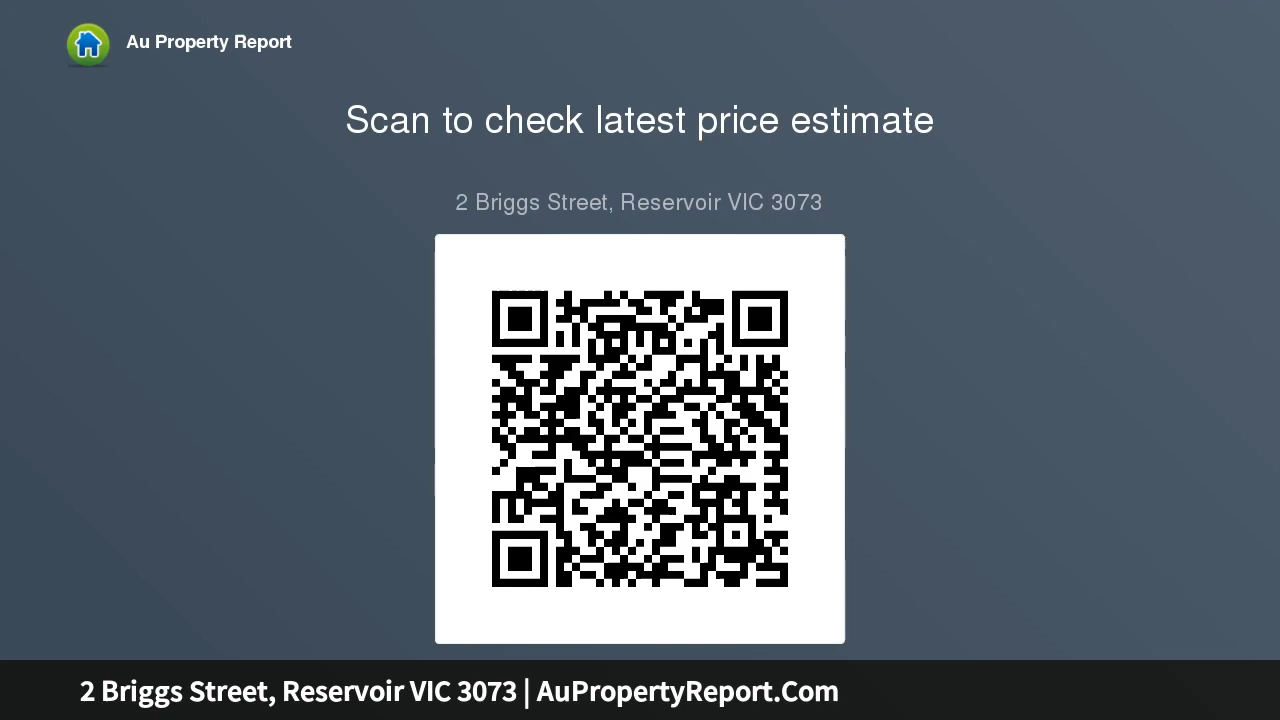 Au Property Report
Scan to check latest price estimate
2 Briggs Street, Reservoir VIC 3073
2 Briggs Street, Reservoir VIC 3073 | AuPropertyReport.Com